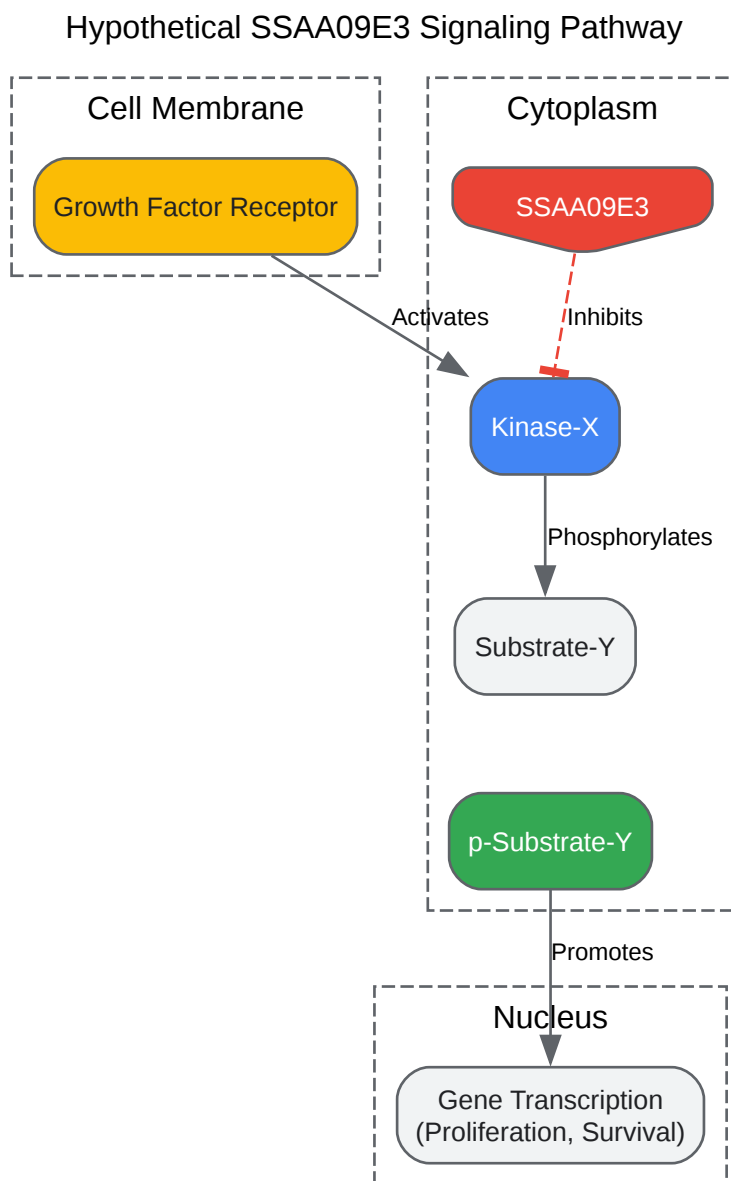 Hypothetical SSAA09E3 Signaling Pathway
Cell Membrane
Cytoplasm
Growth Factor Receptor
SSAA09E3
Activates
Inhibits
Kinase-X
Phosphorylates
Substrate-Y
p-Substrate-Y
Promotes
Nucleus
Gene Transcription
(Proliferation, Survival)